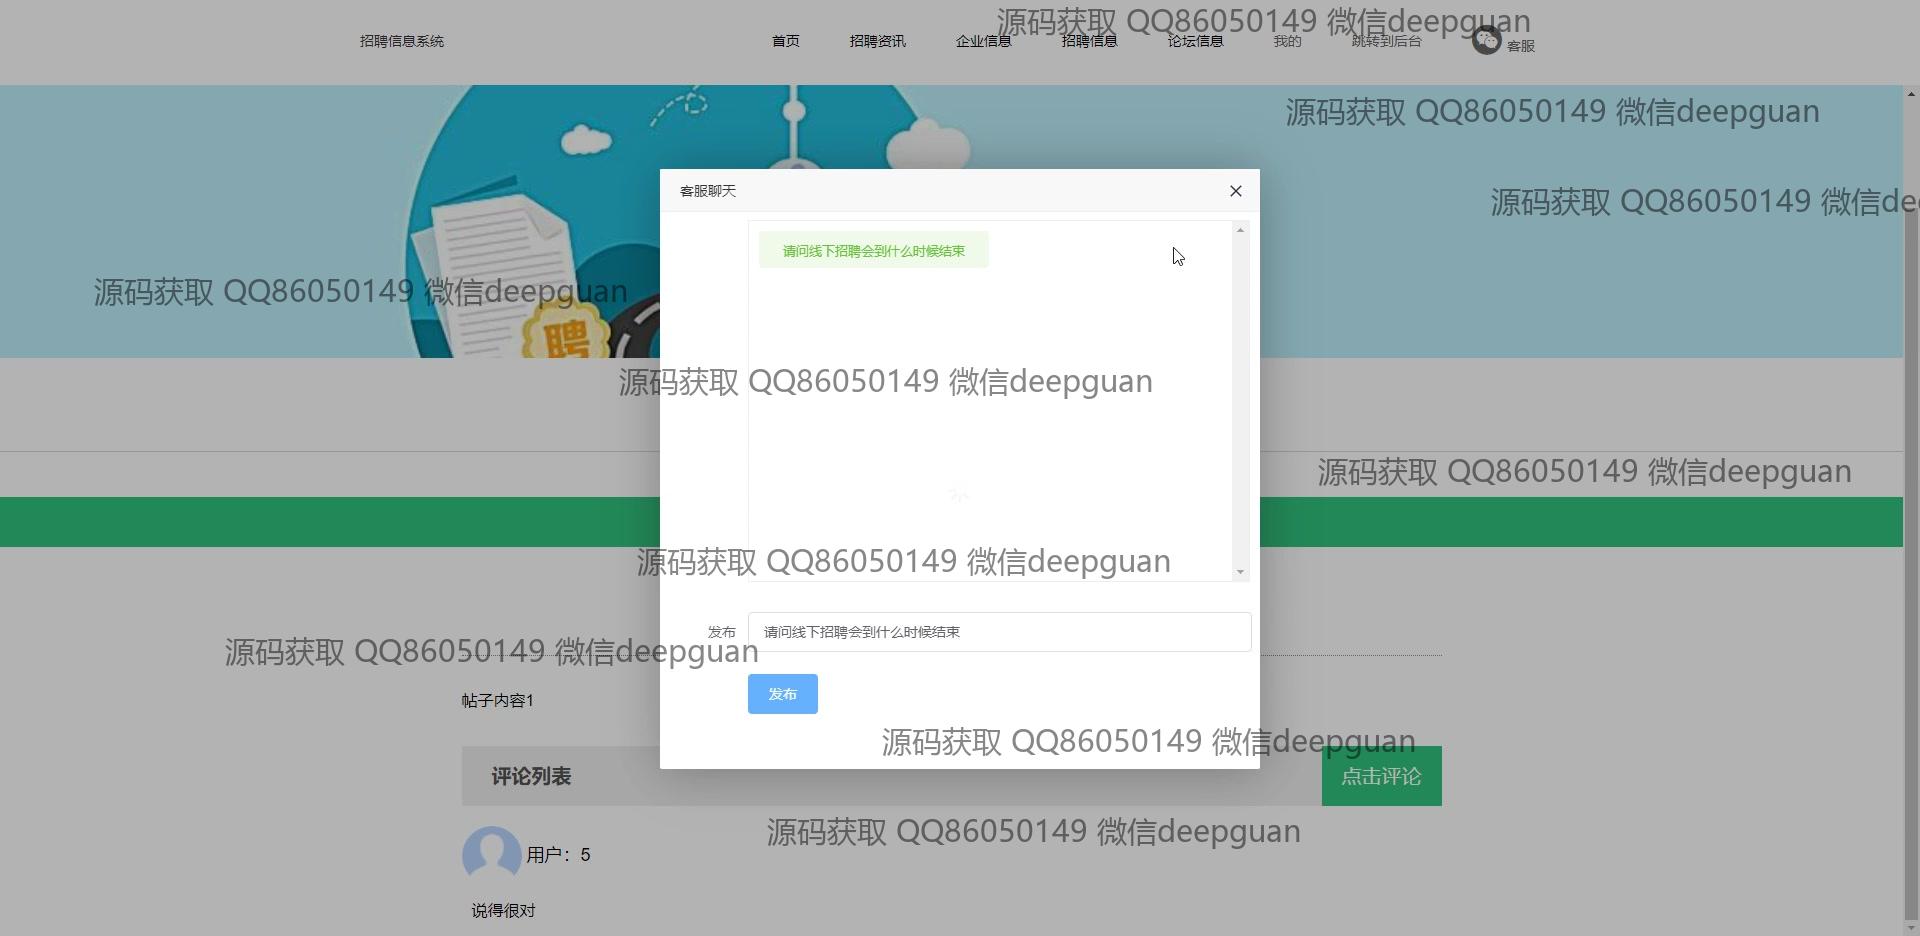 源码获取 QQ86050149 微信deepguan
招聘信息系统
首页
招聘资讯
企业信息
招聘信息
论坛信息
我的
跳转到后台
客服
源码获取 QQ86050149 微信deepguan
客服聊天
源码获取 QQ86050149 微信de
请问线下招聘会到什么时候结束
源码获取 QQ86050149 微信deepguan
聘
源码获取 QQ86050149 微信deepguan
源码获取 QQ86050149 微信deepguan
源码获取 QQ86050149 微信deepguan
发布
请问线下招聘会到什么时候结束
源码获取 QQ86050149 微信deepguan
发布
帖子内容1
源码获取 QQ86050149 微信deepguan
评论列表
点击评论
源码获取 QQ86050149 微信deepguan
用户：5
说得很对